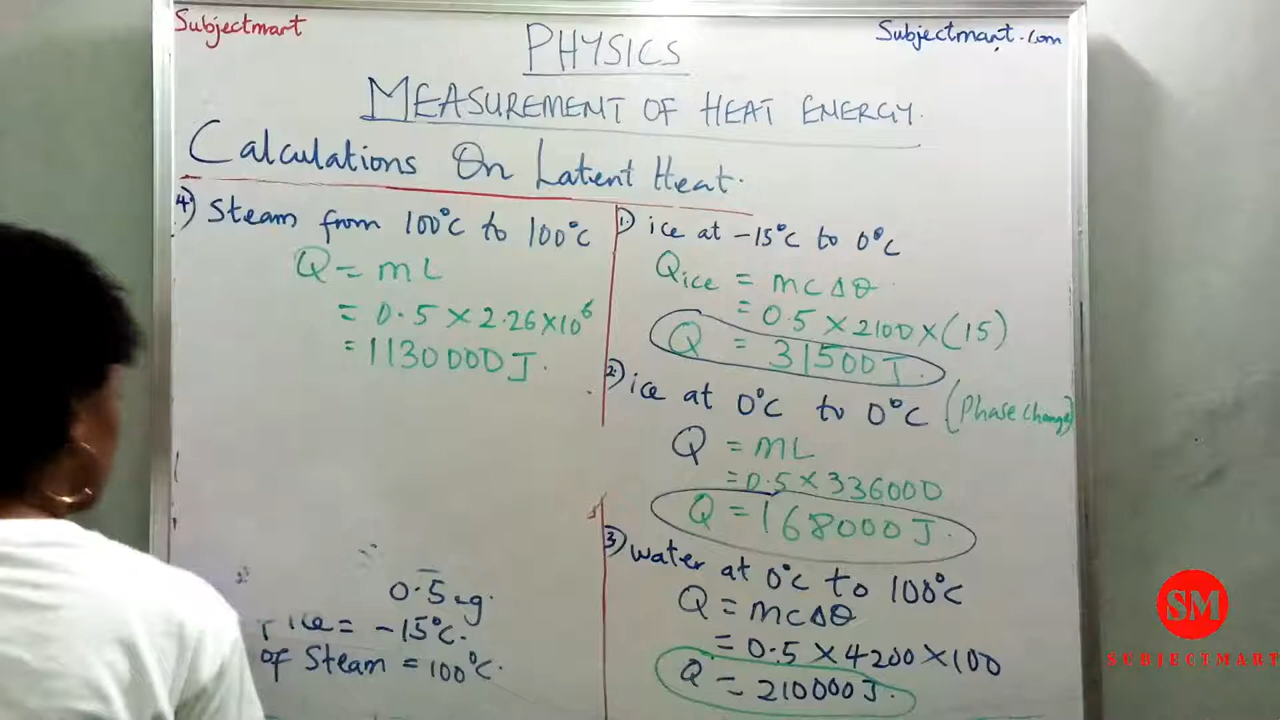 Subjectmart
Subjectmart.com
PHYSICS
MEASUREMENT OF HEAT ENERGY.
Calculations On Latent Heat.
4) Steam from 100°C to 100°C
Q = mL
= 0.5 × 2.26×10⁶
= 1130000J.
0.5kg.
ice = -15°C.
of Steam = 100°C.
1) ice at -15°C to 0°C
Qice = mcΔθ
= 0.5 × 2100 × (15)
Q = 31500J.
2) ice at 0°C to 0°C (Phase change)
Q = mL
= 0.5 × 336000
Q = 168000J.
3) water at 0°C to 100°C
Q = mcΔθ
= 0.5 × 4200 × 100
Q = 210000J.
SM
SUBJECTMART